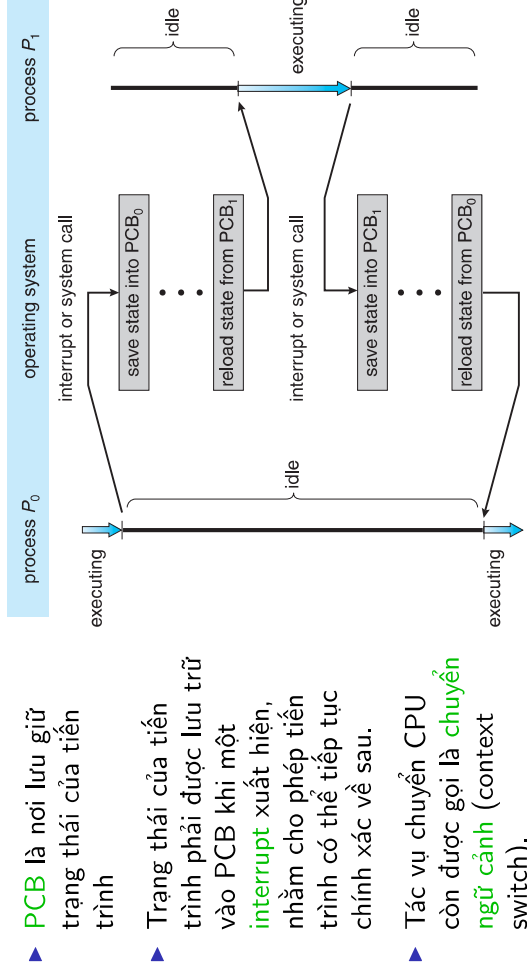 PCB là nơi lưu giữ
trạng thái của tiến
trình
Trạng thái của tiến
trình phải được lưu trữ
vào PCB khi một
interrupt xuất hiện,
nhằm cho phép tiến
trình có thể tiếp tục
chính xác về sau.
Tác vụ chuyển CPU
còn được gọi là chuyển
ngữ cảnh (context
switch).
process P0
operating system
process P1
executing
interrupt or system call
save state into PCB0
idle
reload state from PCB1
idle
interrupt or system call
executing
save state into PCB1
idle
reload state from PCB0
executing